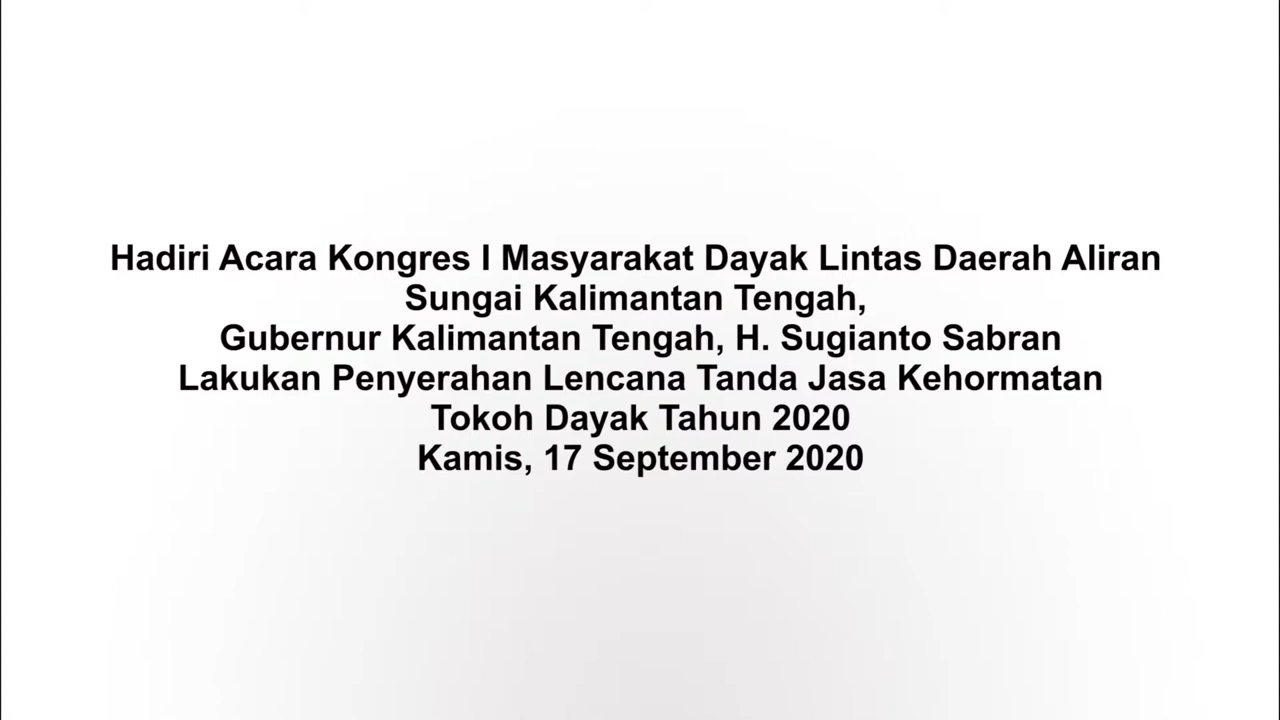 Hadiri Acara Kongres I Masyarakat Dayak Lintas Daerah Aliran
Sungai Kalimantan Tengah,
Gubernur Kalimantan Tengah, H. Sugianto Sabran
Lakukan Penyerahan Lencana Tanda Jasa Kehormatan
Tokoh Dayak Tahun 2020
Kamis, 17 September 2020